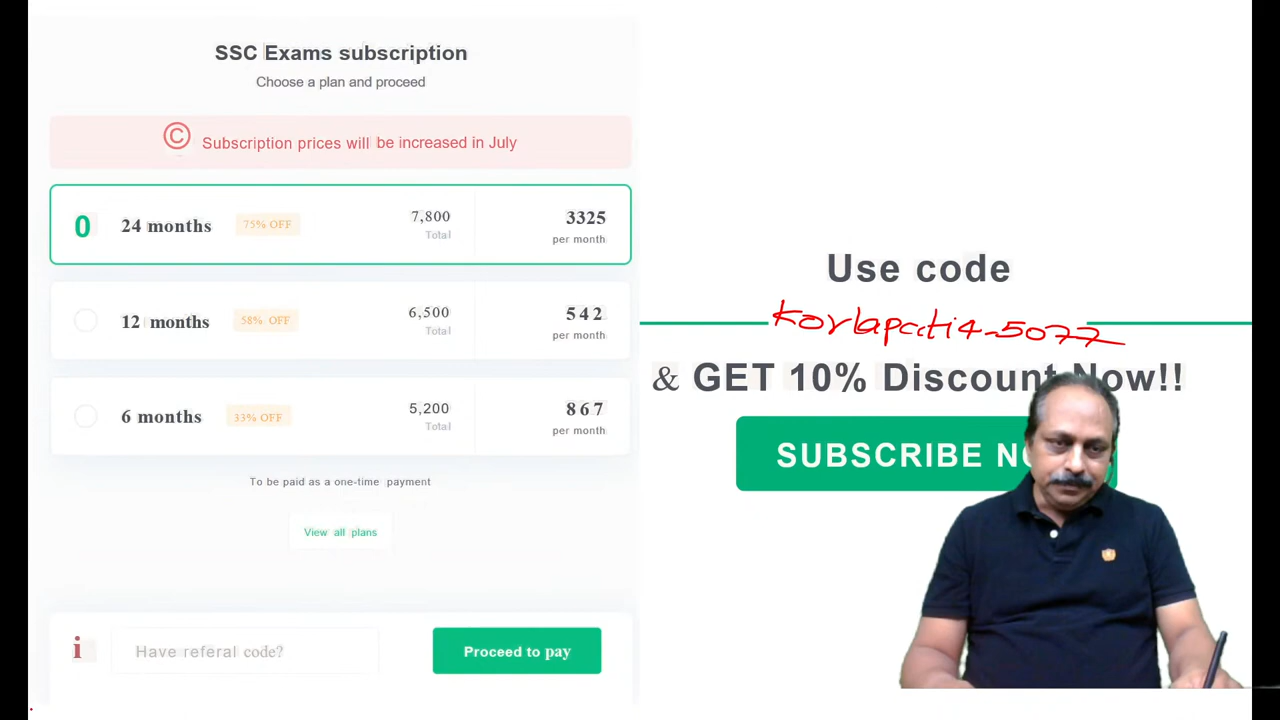 SSC Exams subscription
Choose a plan and proceed
© Subscription prices will be increased in July
0 24 months 75% OFF 7,800 3325
Total per month
12 months 58% OFF 6,500 542
Total per month
6 months 33% OFF 5,200 867
Total per month
To be paid as a one-time payment
View all plans
i Have referal code? Proceed to pay
Use code
& GET 10% Discount Now!!
SUBSCRIBE